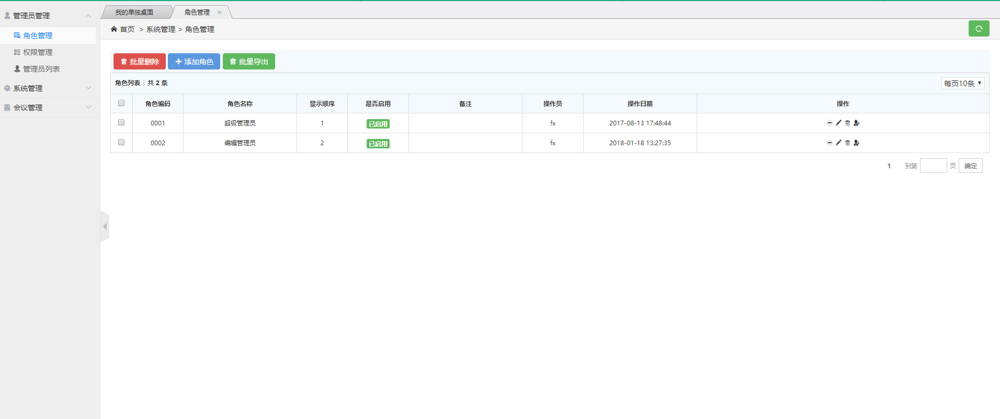 管理员管理
角色管理
权限管理
管理员列表
系统管理
会议管理
我的单独桌面 角色管理 ×
首页 > 系统管理 > 角色管理
批量删除 添加角色 批量导出
角色列表 | 共 2 条 每页10条
角色编码 角色名称 显示顺序 是否启用 备注 操作员 操作日期 操作
0001 超级管理员 1 已启用 fx 2017-08-13 17:48:44
0002 编辑管理员 2 已启用 fx 2018-01-18 13:27:35
1 到第 页 确定